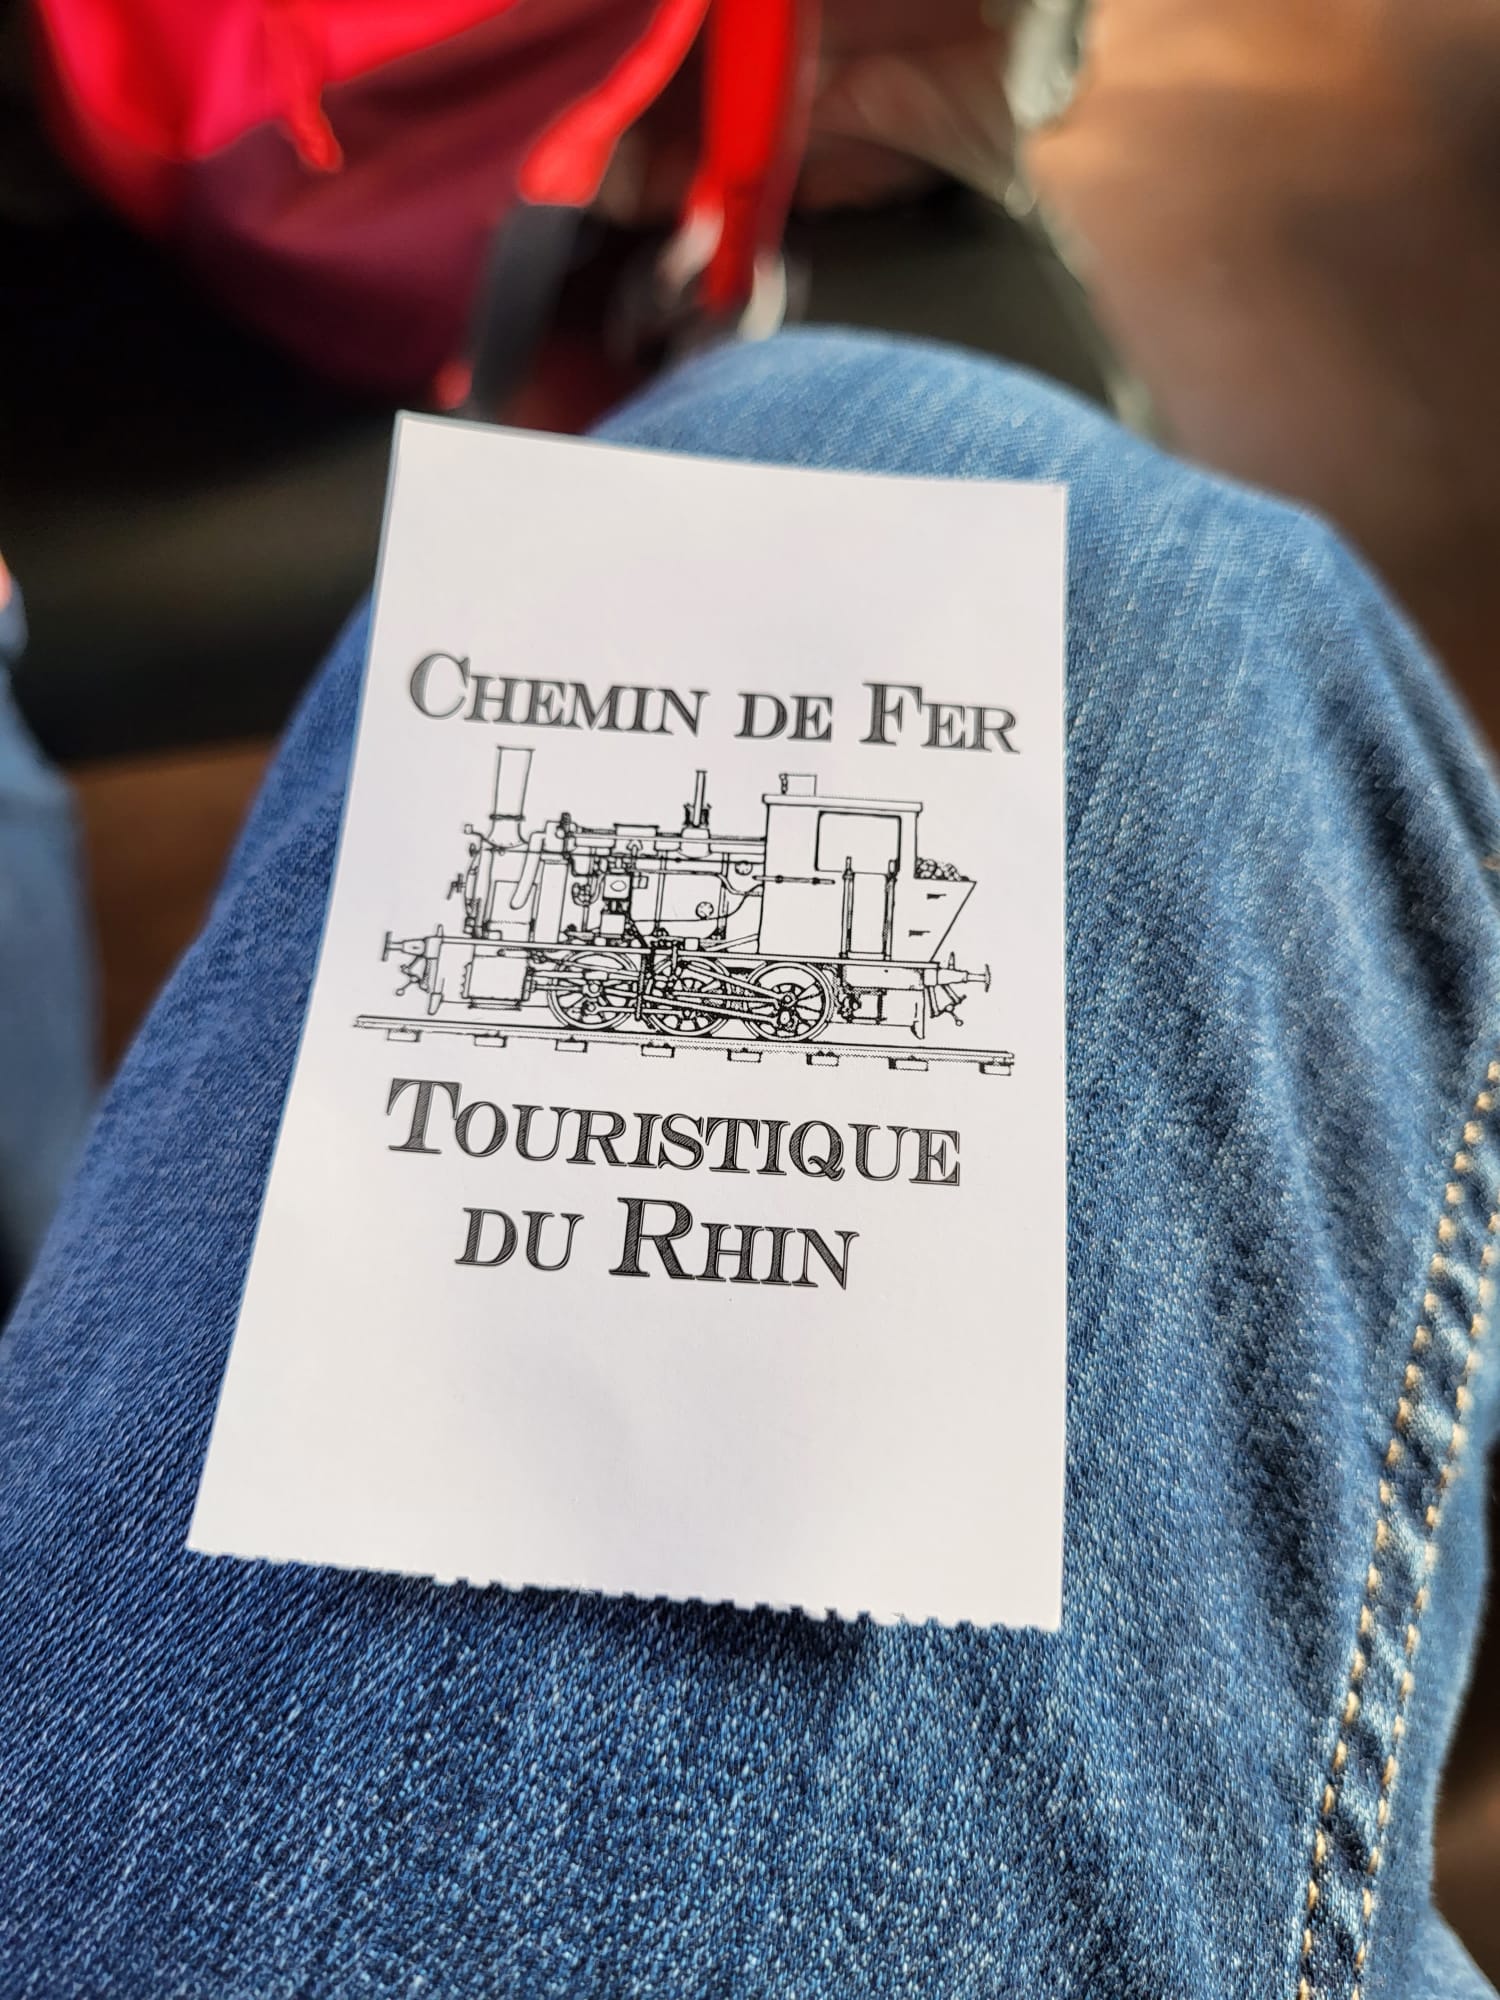 CHEMIN DE FER
TOURISTIQUE
DU RHIN